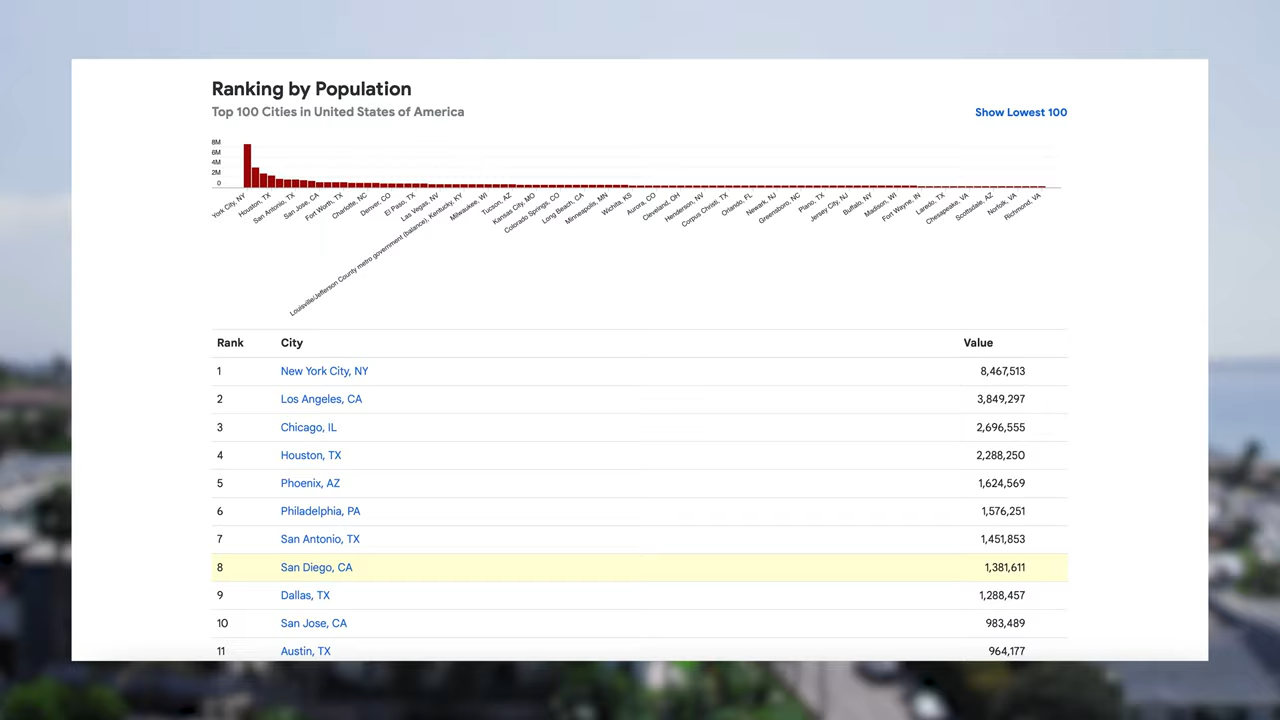 Ranking by Population
Top 100 Cities in United States of America
Show Lowest 100
8M
6M
4M
2M
0
York City, NY
Houston, TX
San Antonio, TX
San Jose, CA
Fort Worth, TX
Charlotte, NC
Denver, CO
El Paso, TX
Las Vegas, NV
Louisville/Jefferson County metro government (balance), Kentucky, KY
Milwaukee, WI
Tucson, AZ
Kansas City, MO
Colorado Springs, CO
Long Beach, CA
Minneapolis, MN
Wichita, KS
Aurora, CO
Cleveland, OH
Henderson, NV
Corpus Christi, TX
Orlando, FL
Newark, NJ
Greensboro, NC
Plano, TX
Jersey City, NJ
Buffalo, NY
Madison, WI
Fort Wayne, IN
Laredo, TX
Chesapeake, VA
Scottsdale, AZ
Norfolk, VA
Richmond, VA
Rank City Value
1 New York City, NY 8,467,513
2 Los Angeles, CA 3,849,297
3 Chicago, IL 2,696,555
4 Houston, TX 2,288,250
5 Phoenix, AZ 1,624,569
6 Philadelphia, PA 1,576,251
7 San Antonio, TX 1,451,853
8 San Diego, CA 1,381,611
9 Dallas, TX 1,288,457
10 San Jose, CA 983,489
11 Austin, TX 964,177